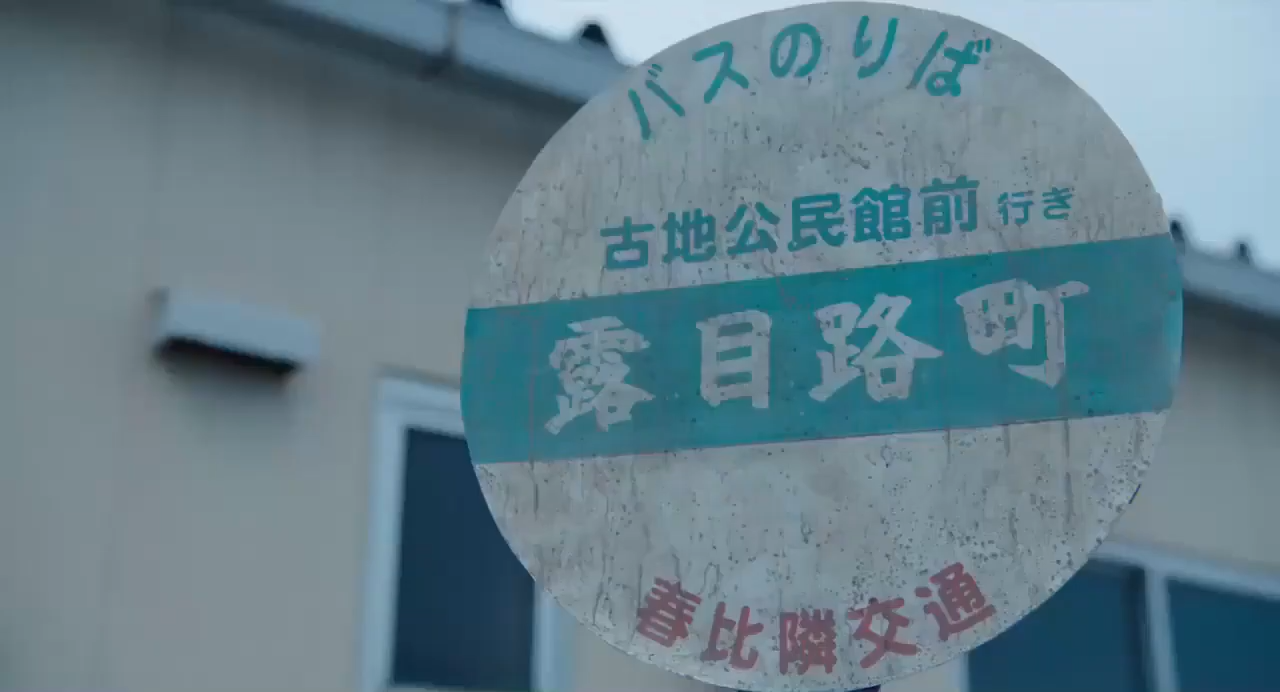 バスのりば
古地公民館前 行き
露目路町
春比隣交通